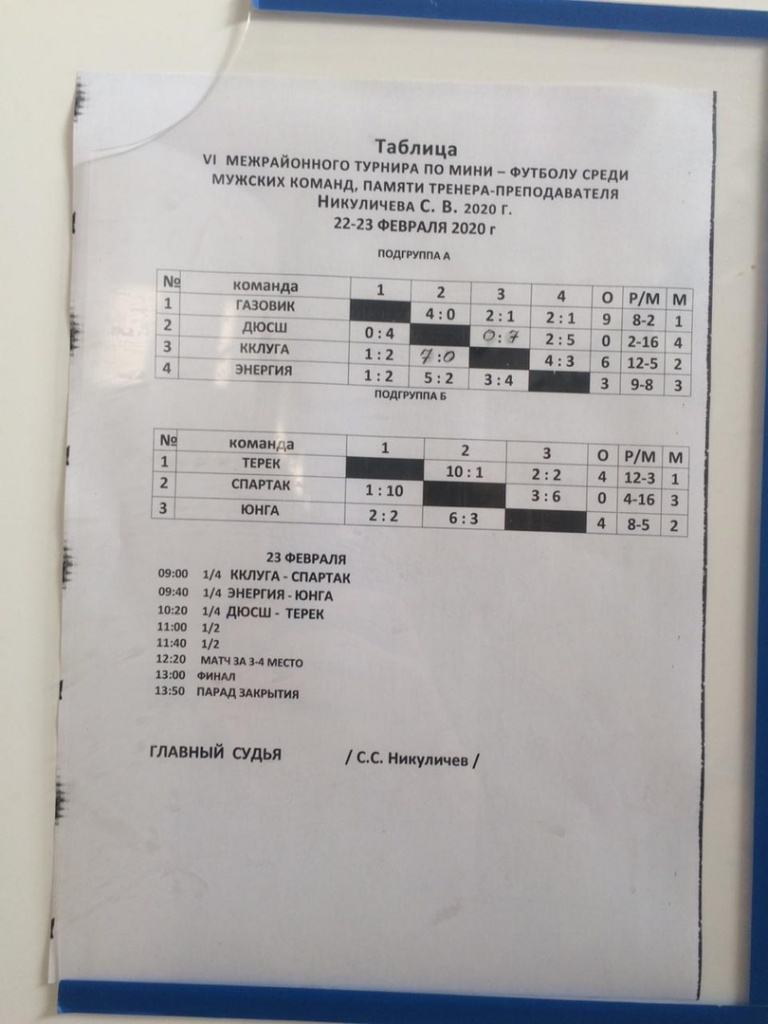 Таблица
VI МЕЖРАЙОННОГО ТУРНИРА ПО МИНИ – ФУТБОЛУ СРЕДИ
МУЖСКИХ КОМАНД, ПАМЯТИ ТРЕНЕРА-ПРЕПОДАВАТЕЛЯ
НИКУЛИЧЕВА С. В. 2020 Г.
22-23 ФЕВРАЛЯ 2020 г
ПОДГРУППА А
№ команда 1 2 3 4 О Р/М М
1 ГАЗОВИК 4 : 0 2 : 1 2 : 1 9 8-2 1
2 ДЮСШ 0 : 4 0 : 7 2 : 5 0 2-16 4
3 ККЛУГА 1 : 2 7 : 0 4 : 3 6 12-5 2
4 ЭНЕРГИЯ 1 : 2 5 : 2 3 : 4 3 9-8 3
ПОДГРУППА Б
№ команда 1 2 3 О Р/М М
1 ТЕРЕК 10 : 1 2 : 2 4 12-3 1
2 СПАРТАК 1 : 10 3 : 6 0 4-16 3
3 ЮНГА 2 : 2 6 : 3 4 8-5 2
23 ФЕВРАЛЯ
09:00 1/4 ККЛУГА - СПАРТАК
09:40 1/4 ЭНЕРГИЯ - ЮНГА
10:20 1/4 ДЮСШ - ТЕРЕК
11:00 1/2
11:40 1/2
12:20 МАТЧ ЗА 3-4 МЕСТО
13:00 ФИНАЛ
13:50 ПАРАД ЗАКРЫТИЯ
ГЛАВНЫЙ СУДЬЯ / С.С. Никуличев /